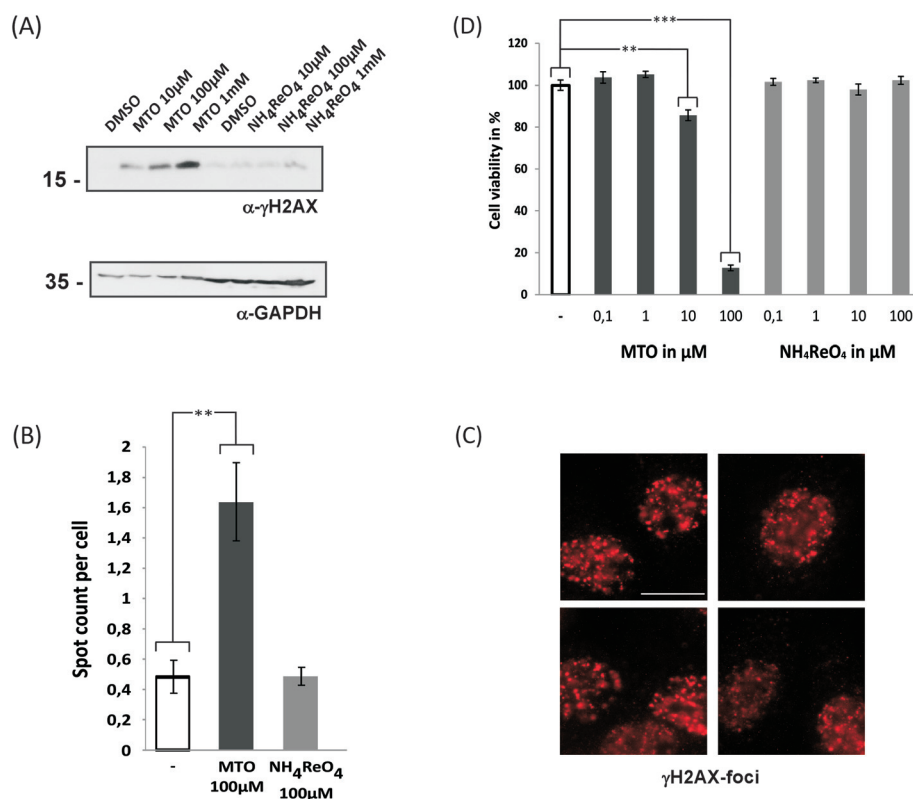 (A)
DMSO
MTO 10μM
MTO 100μM
MTO 1mM
DMSO
NH₄ReO₄ 10μM
NH₄ReO₄ 100μM
NH₄ReO₄ 1mM
15 -
α-γH2AX
35 -
α-GAPDH
(D)
***
**
Cell viability in %
120
100
80
60
40
20
0
- 0,1 1 10 100 0,1 1 10 100
MTO in μM NH₄ReO₄ in μM
(B)
**
Spot count per cell
2
1,8
1,6
1,4
1,2
1
0,8
0,6
0,4
0,2
0
- MTO NH₄ReO₄
100μM 100μM
(C)
γH2AX-foci